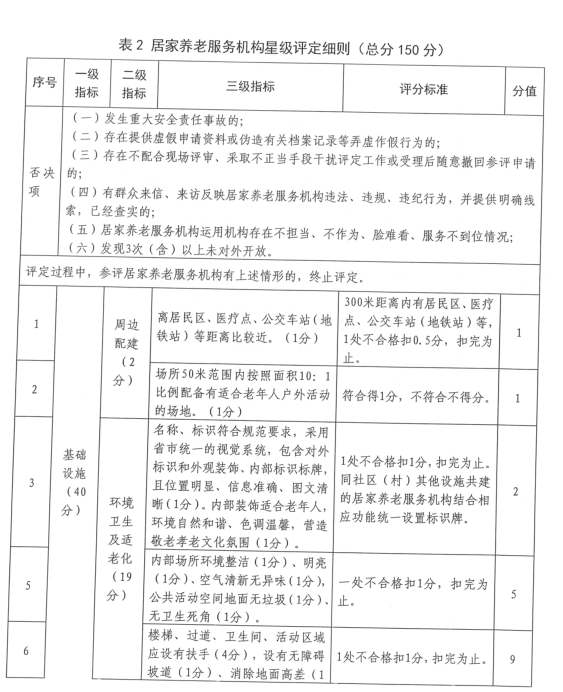 表 2 居家养老服务机构星级评定细则（总分 150 分）
序号 一级指标 二级指标 三级指标 评分标准 分值
否决项
（一）发生重大安全责任事故的；
（二）存在提供虚假申请资料或伪造有关档案记录等弄虚作假行为的；
（三）存在不配合现场评审、采取不正当手段干扰评定工作或受理后随意撤回参评申请
的；
（四）有群众来信、来访反映居家养老服务机构违法、违规、违纪行为，并提供明确线
索，已经查实的；
（五）居家养老服务机构运用机构存在不担当、不作为、脸难看、服务不到位情况；
（六）发现3次（含）以上未对外开放。
评定过程中，参评居家养老服务机构有上述情形的，终止评定。
1
基础
设施
（40
分）
周边
配建
（2
分）
离居民区、医疗点、公交车站（地
铁站）等距离比较近。（1分）
300米距离内有居民区、医疗
点、公交车站（地铁站）等，
1处不合格扣0.5分，扣完为
止。
1
2
场所50米范围内按照面积10：1
比例配备有适合老年人户外活动
的场地。（1分）
符合得1分，不符合不得分。
1
3
环境
卫生
及适
老化
（19
分）
名称、标识符合规范要求，采用
省市统一的视觉系统，包含对外
标识和外观装饰、内部标识标牌，
且位置明显、信息准确、图文清
晰（1分）。内部装饰适合老年人，
环境自然和谐、色调温馨，营造
敬老孝老文化氛围（1分）。
1处不合格扣1分，扣完为止。
同社区（村）其他设施共建
的居家养老服务机构结合相
应功能统一设置标识牌。
2
5
内部场所环境整洁（1分）、明亮
（1分）、空气清新无异味（1分），
公共活动空间地面无垃圾（1分）、
无卫生死角（1分）。
一处不合格扣1分，扣完为
止。
5
6
楼梯、过道、卫生间、活动区域
应设有扶手（4分），设有无障碍
坡道（1分）、消除地面高差（1
1处不合格扣1分，扣完为止。
9